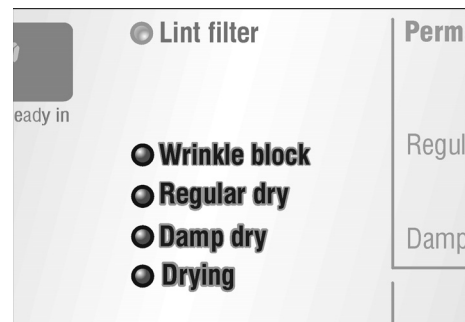 Lint filter
eady in
Wrinkle block
Regular dry
Damp dry
Drying
Perm
Regul
Damp